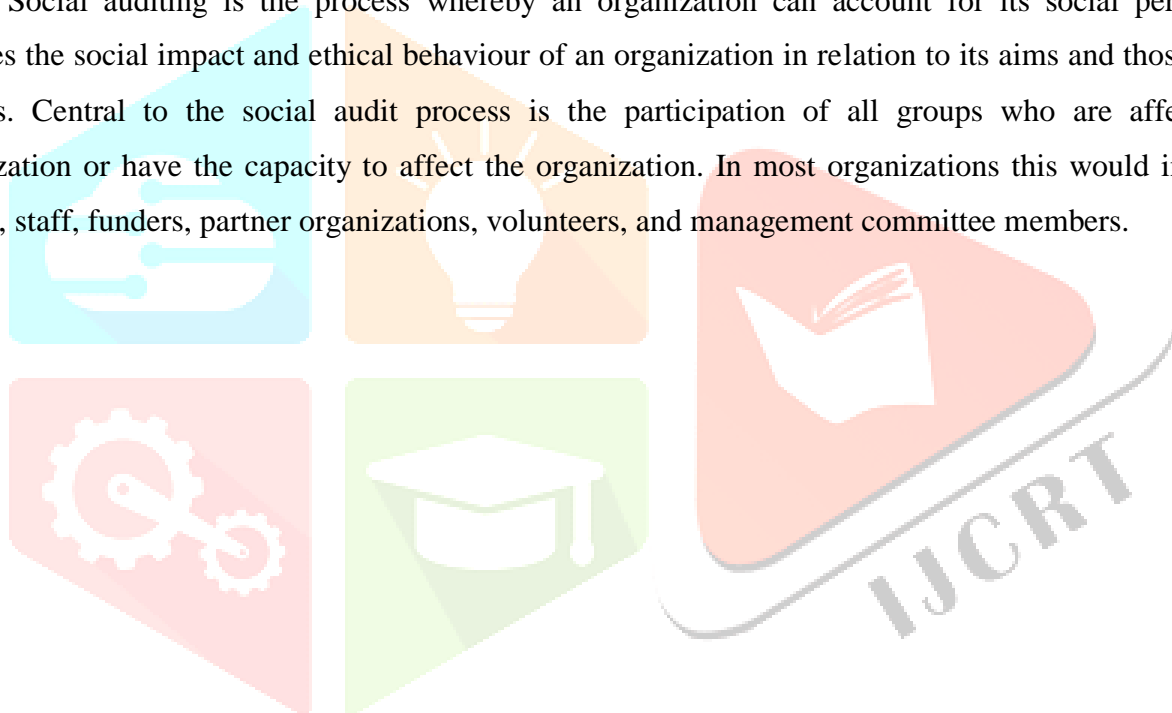 Social auditing is the process whereby an organization can account for its social per
es the social impact and ethical behaviour of an organization in relation to its aims and thos
s. Central to the social audit process is the participation of all groups who are affe
zation or have the capacity to affect the organization. In most organizations this would i
, staff, funders, partner organizations, volunteers, and management committee members.
IJCRT